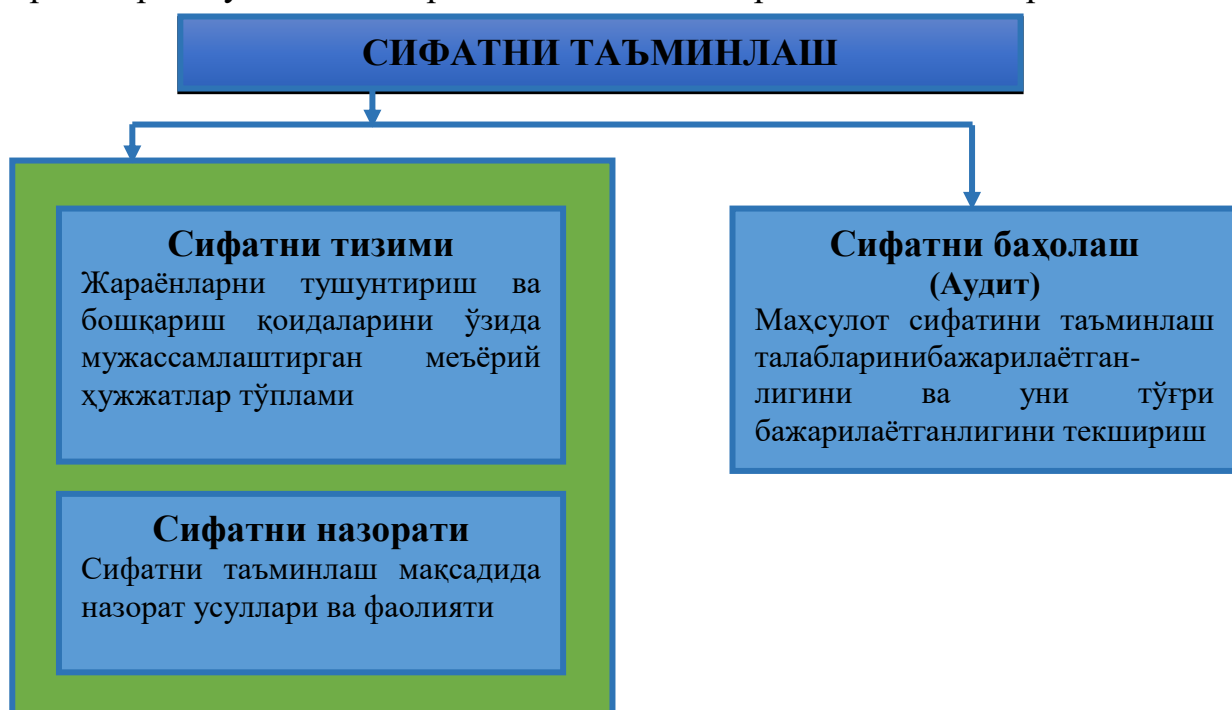 СИФАТНИ ТАЪМИНЛАШ
Сифатни тизими
Жараёнларни тушунтириш ва
бошқариш қоидаларини ўзида
мужассамлаштирган меъёрий
ҳужжатлар тўплами
Сифатни назорати
Сифатни таъминлаш мақсадида
назорат усуллари ва фаолияти
Сифатни баҳолаш
(Аудит)
Маҳсулот сифатини таъминлаш
талабларинибажарилаётган-
лигини ва уни тўғри
бажарилаётганлигини текшириш